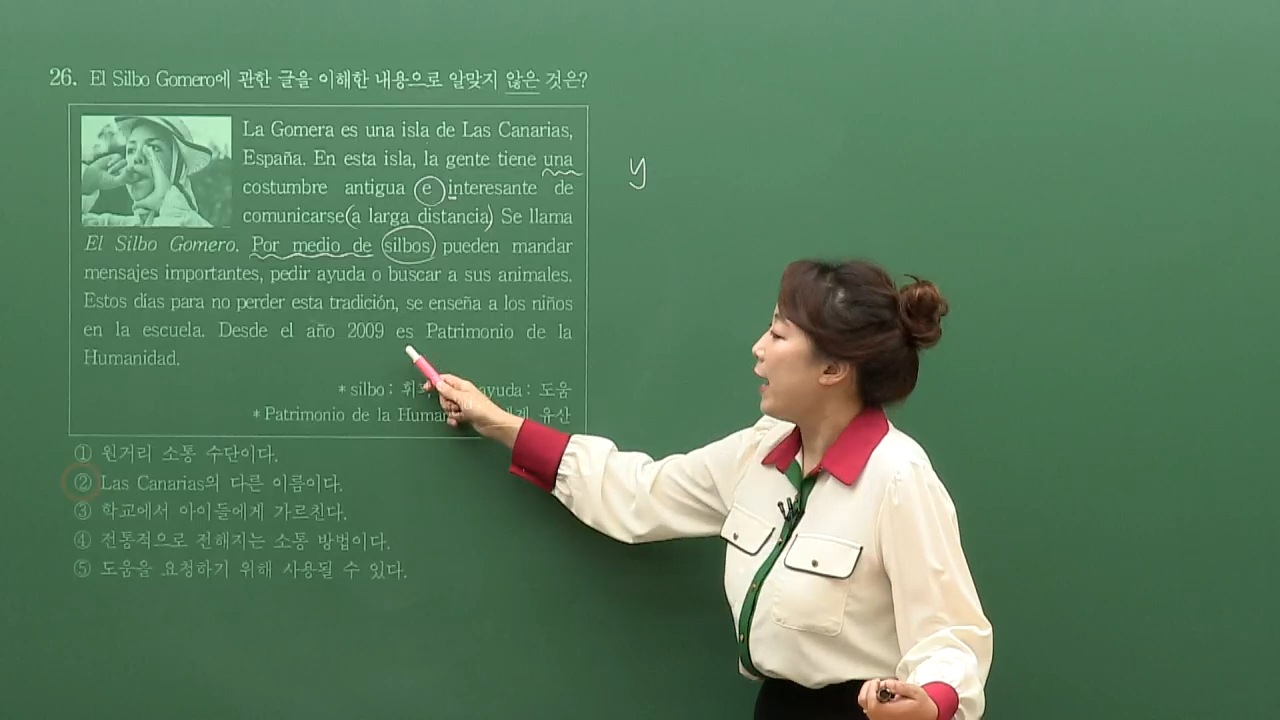 26. El Silbo Gomero에 관한 글을 이해한 내용으로 알맞지 않은 것은?
La Gomera es una isla de Las Canarias,
España. En esta isla, la gente tiene una
y
costumbre antigua e interesante de
comunicarse (a larga distancia) Se llama
El Silbo Gomero. Por medio de silbos pueden mandar
mensajes importantes, pedir ayuda o buscar a sus animales.
Estos días para no perder esta tradición, se enseña a los niños
en la escuela. Desde el año 2009 es Patrimonio de la
Humanidad.
* silbo : ayuda : 도움
* Patrimonio de la 유산
① 원거리 소통 수단이다.
② Las Canarias의 다른 이름이다.
③ 학교에서 아이들에게 가르친다.
④ 전통적으로 전해지는 소통 방법이다.
⑤ 도움을 요청하기 위해 사용될 수 있다.